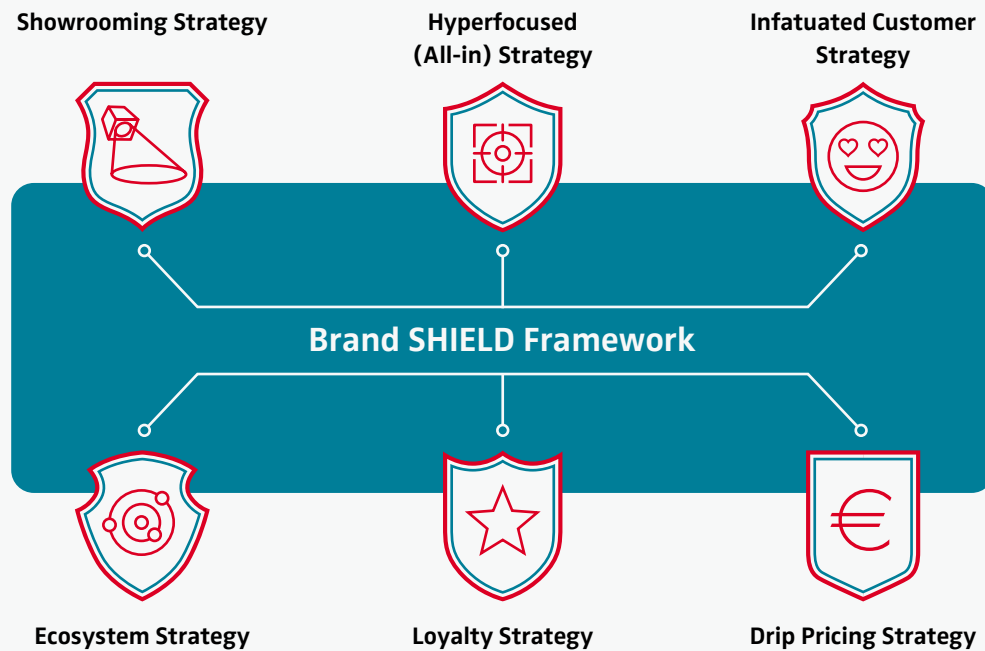 Showrooming Strategy
Hyperfocused
(All-in) Strategy
Infatuated Customer
Strategy
Brand SHIELD Framework
€
Ecosystem Strategy
Loyalty Strategy
Drip Pricing Strategy